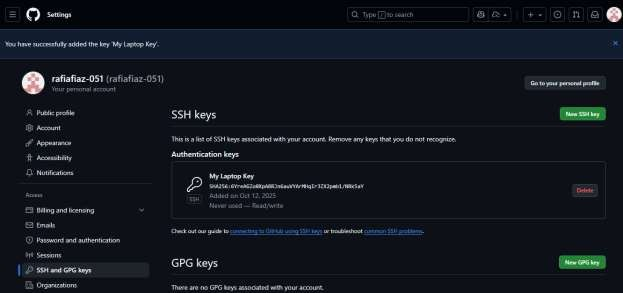 Settings
Type / to search
You have successfully added the key 'My Laptop Key'.
rafiafiaz-051 (rafiafiaz-051)
Your personal account
Go to your personal profile
Public profile
Account
Appearance
Accessibility
Notifications
Access
Billing and licensing
Emails
Password and authentication
Sessions
SSH and GPG keys
Organizations
SSH keys
New SSH key
This is a list of SSH keys associated with your account. Remove any keys that you do not recognize.
Authentication keys
My Laptop Key
SSH
Added on Oct 12, 2025
Never used — Read/write
Delete
Check out our guide to connecting to GitHub using SSH keys or troubleshoot common SSH problems.
GPG keys
New GPG key
There are no GPG keys associated with your account.